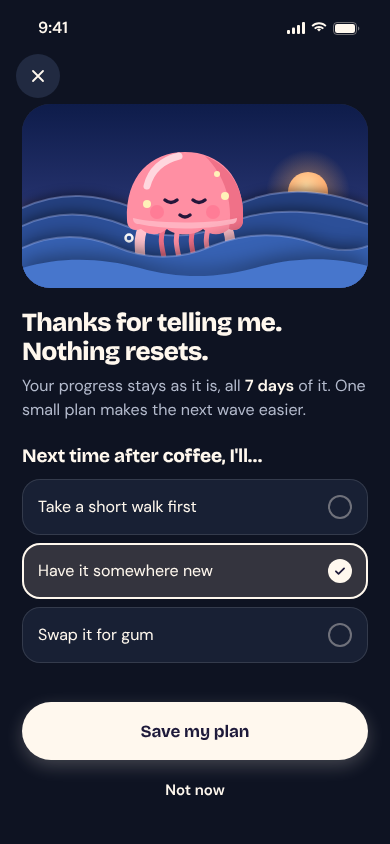 9:41
Thanks for telling me.
Nothing resets.
Your progress stays as it is, all 7 days of it. One
small plan makes the next wave easier.
Next time after coffee, I'll...
Take a short walk first
Have it somewhere new
Swap it for gum
Save my plan
Not now